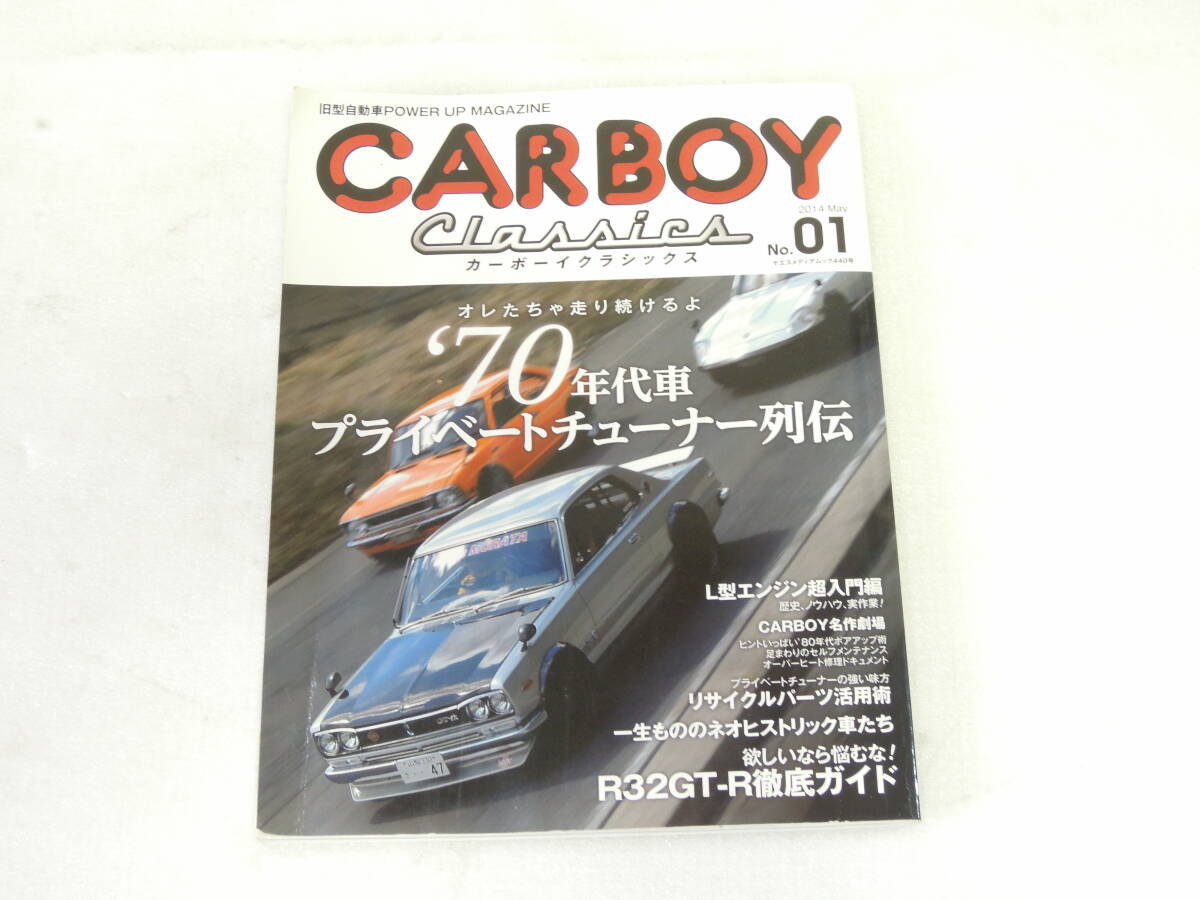 旧型自動車POWER UP MAGAZINE
CARBOY
Classics
カーボーイクラシックス
2014 May
No.01
ヤエスメディアムック440号
オレたちゃ走り続けるよ
'70年代車
プライベートチューナー列伝
MURATA
L型エンジン超入門編
歴史、ノウハウ、実作業!
CARBOY名作劇場
ヒントいっぱい'80年代ボアアップ術
足まわりのセルフメンテナンス
オーバーヒート修理ドキュメント
プライベートチューナーの強い味方
リサイクルパーツ活用術
一生もののネオヒストリック車たち
欲しいなら悩むな!
R32GT-R徹底ガイド
GT-R
47